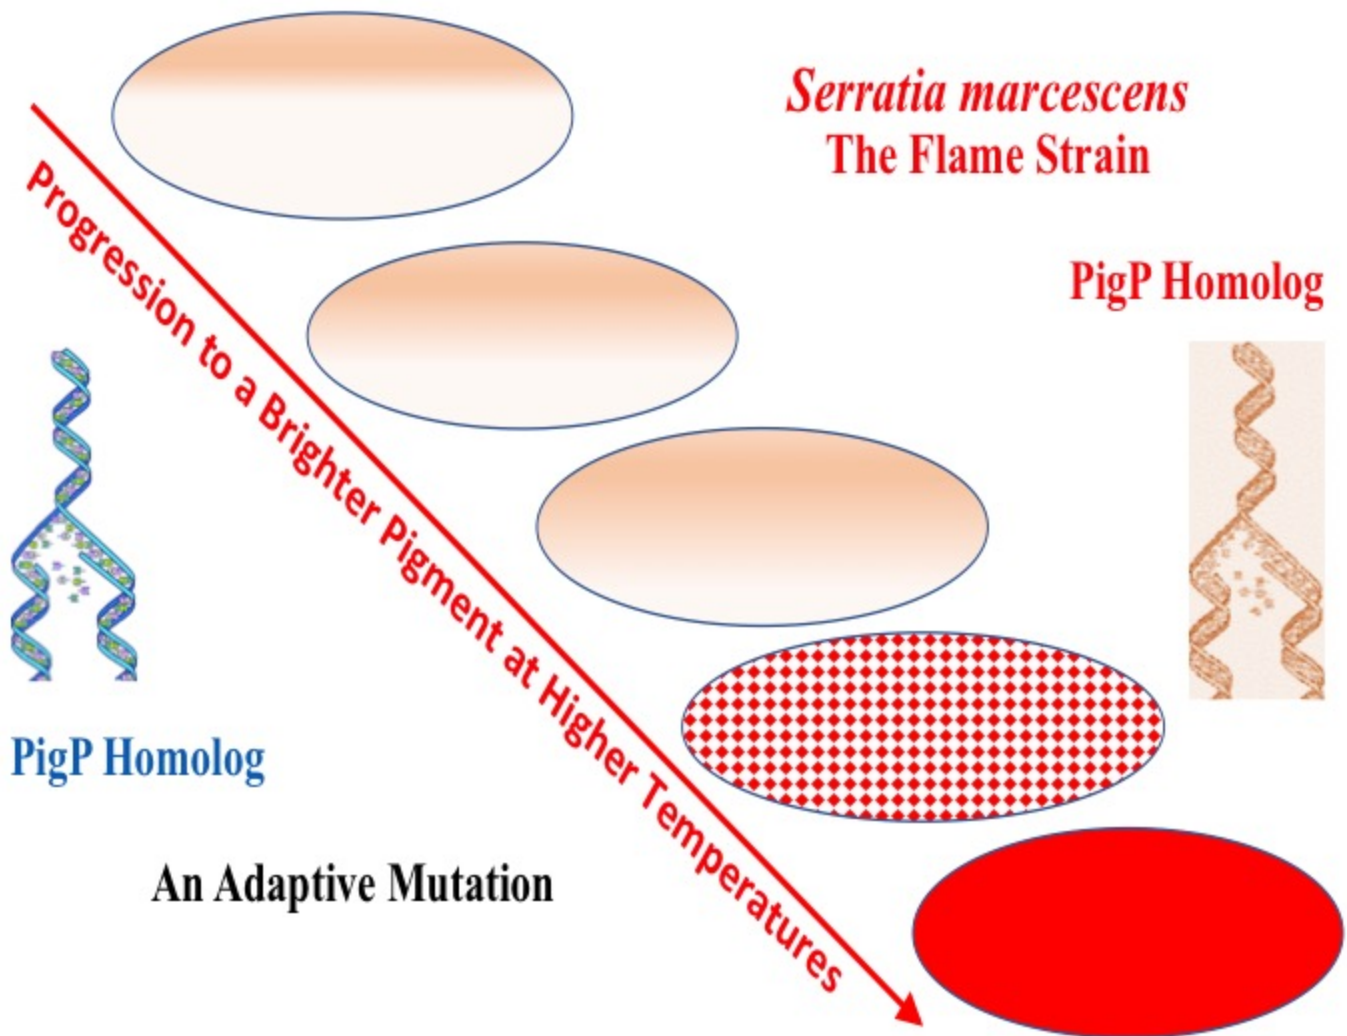 Serratia marcescens
The Flame Strain
Progression to a Brighter Pigment at Higher Temperatures
PigP Homolog
PigP Homolog
An Adaptive Mutation